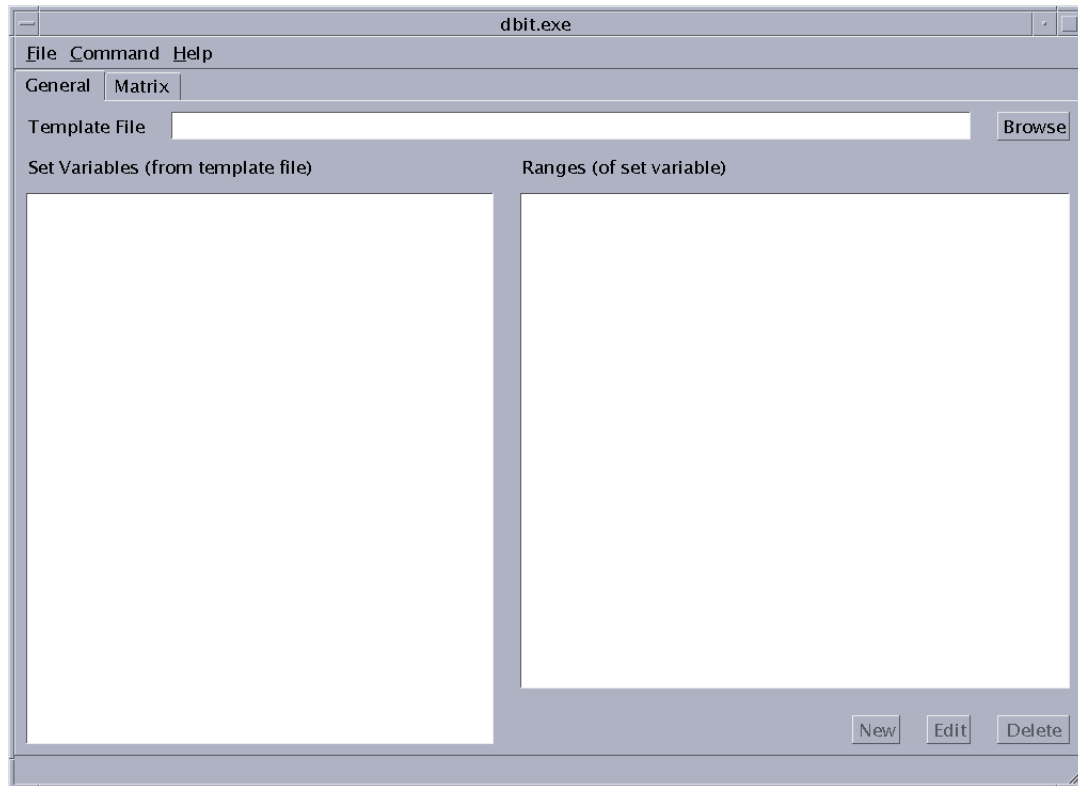 dbit.exe
File Command Help
General Matrix
Template File Browse
Set Variables (from template file) Ranges (of set variable)
New Edit Delete